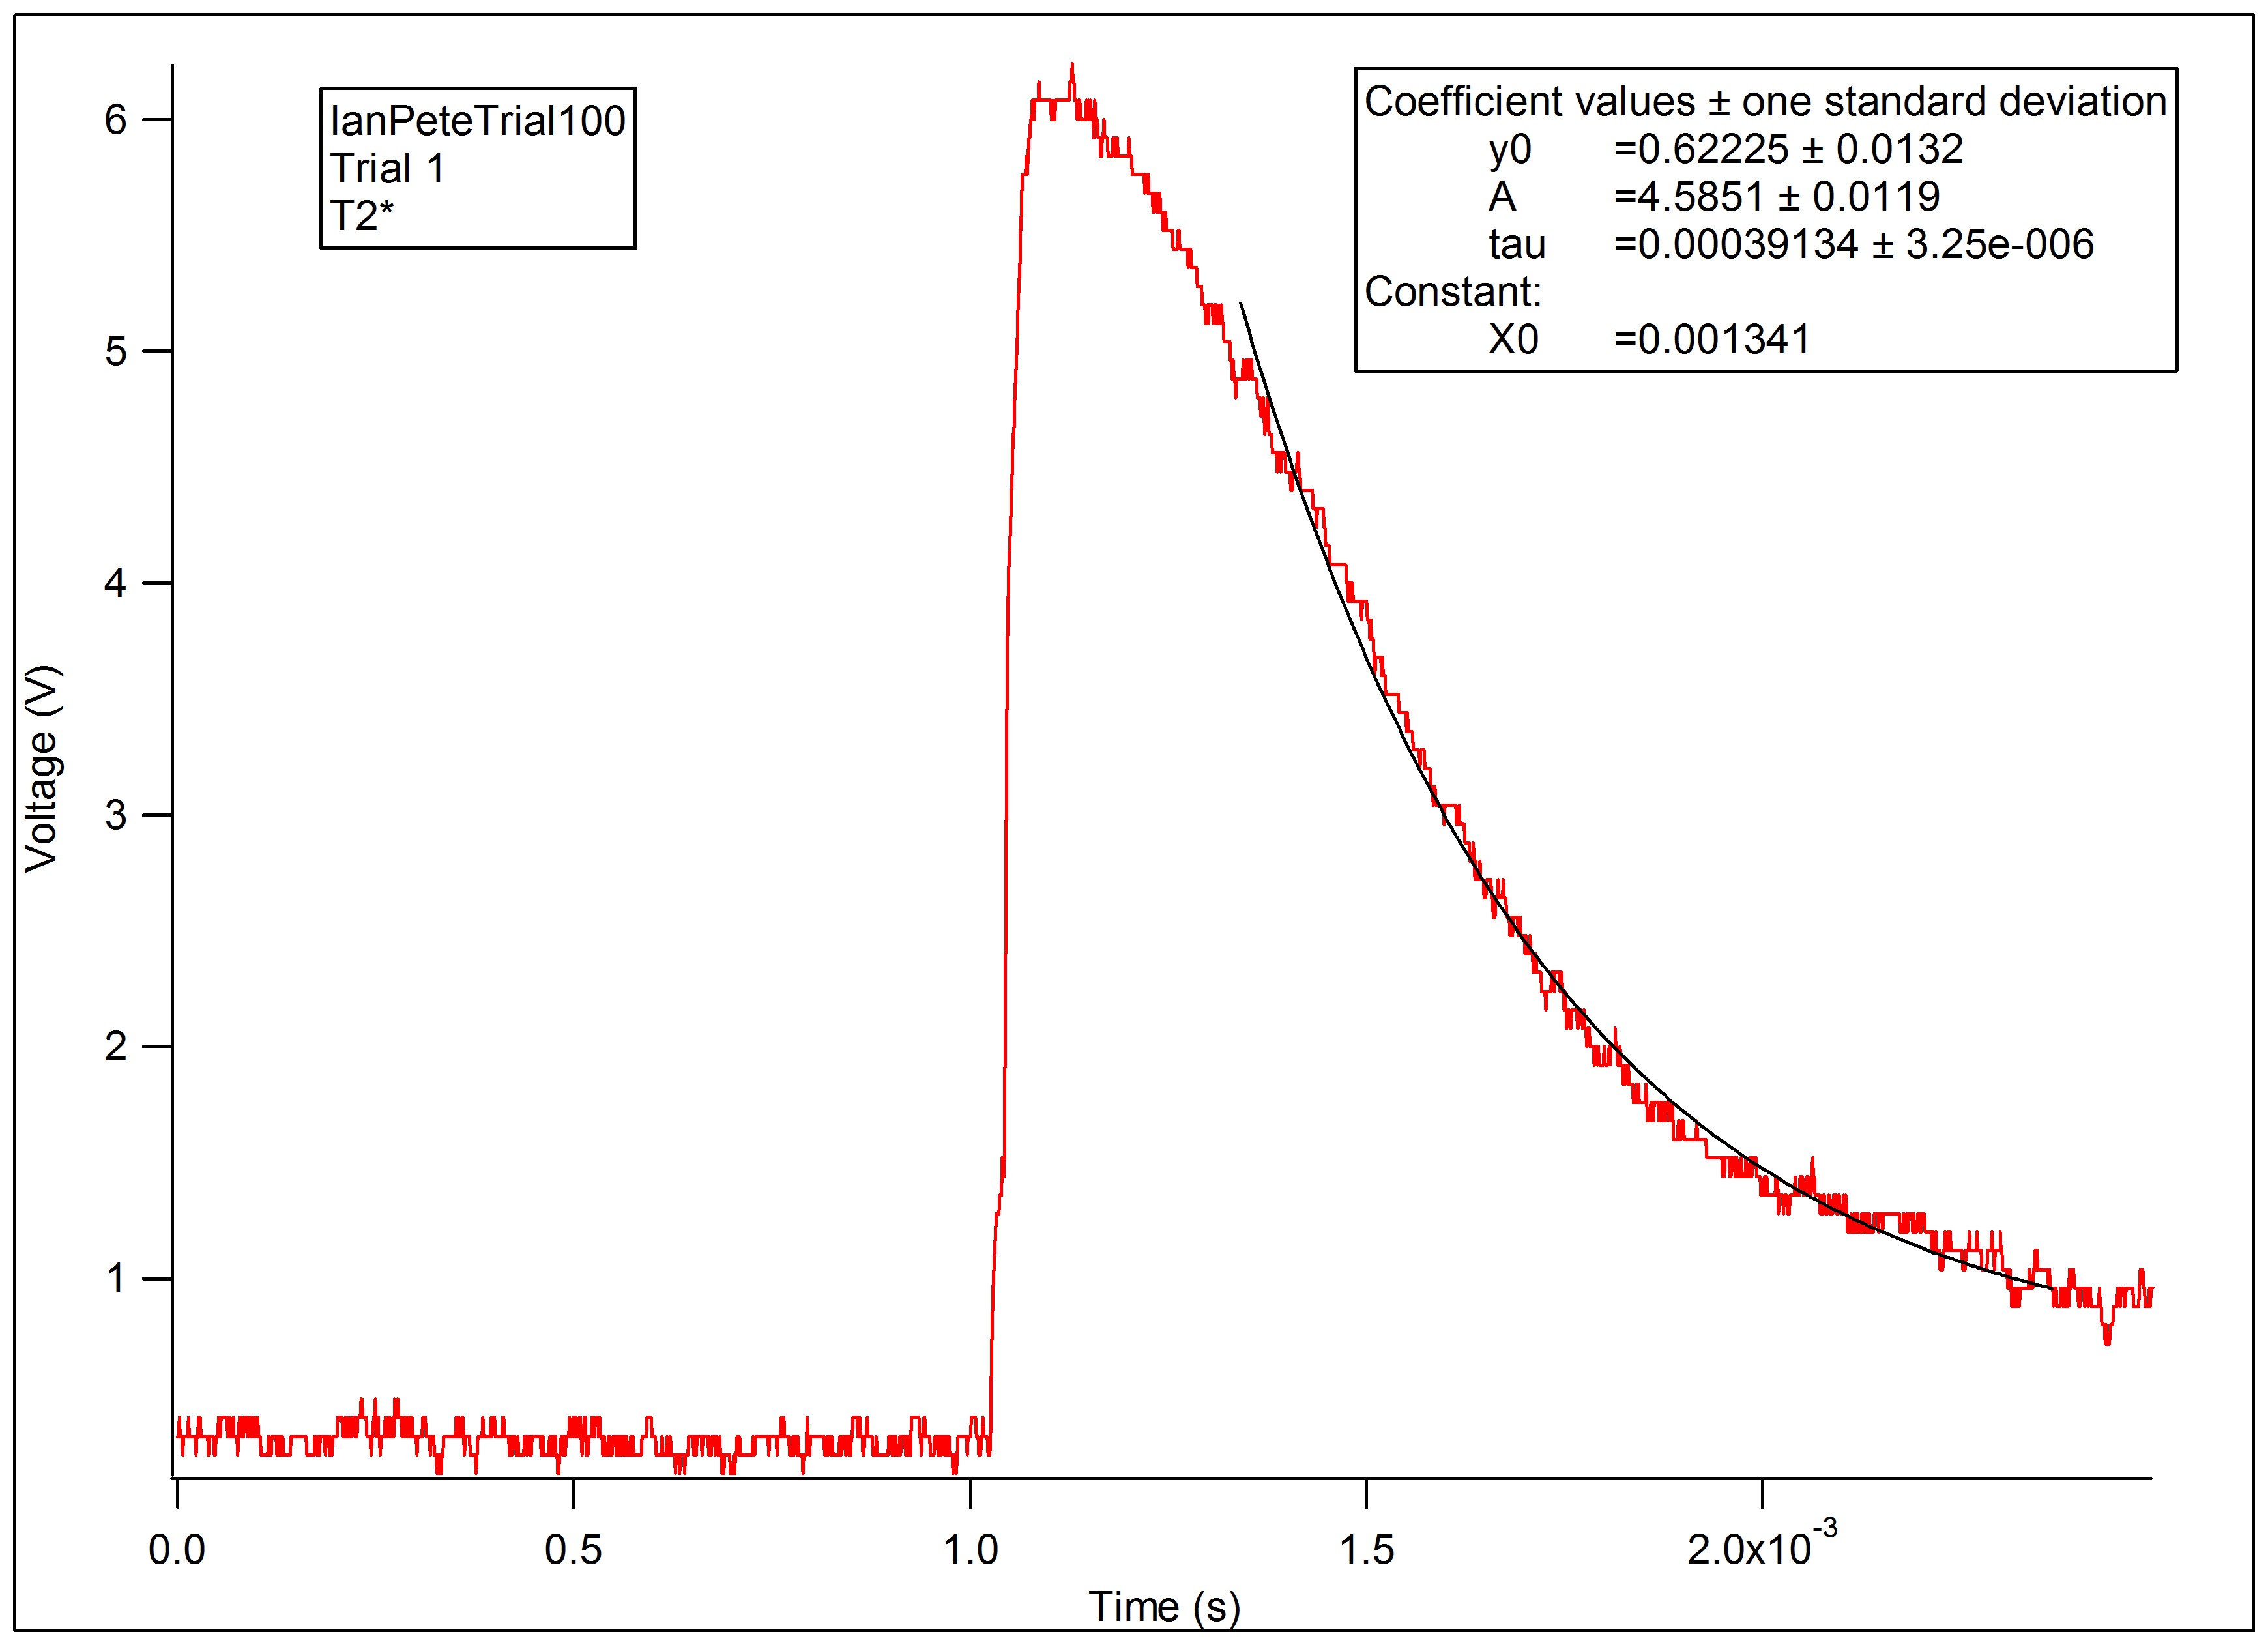 IanPeteTrial100
Trial 1
T2*
Coefficient values ± one standard deviation
y0 =0.62225 ± 0.0132
A =4.5851 ± 0.0119
tau =0.00039134 ± 3.25e-006
Constant:
X0 =0.001341
6
5
4
3
2
1
Voltage (V)
0.0 0.5 1.0 1.5 2.0x10-3
Time (s)